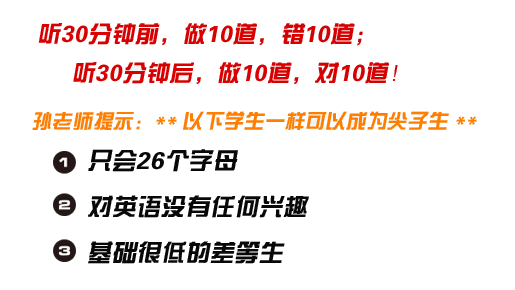 听30分钟前，做10道，错10道；
听30分钟后，做10道，对10道！
孙老师提示：** 以下学生一样可以成为尖子生 **
1 只会26个字母
2 对英语没有任何兴趣
3 基础很低的差等生